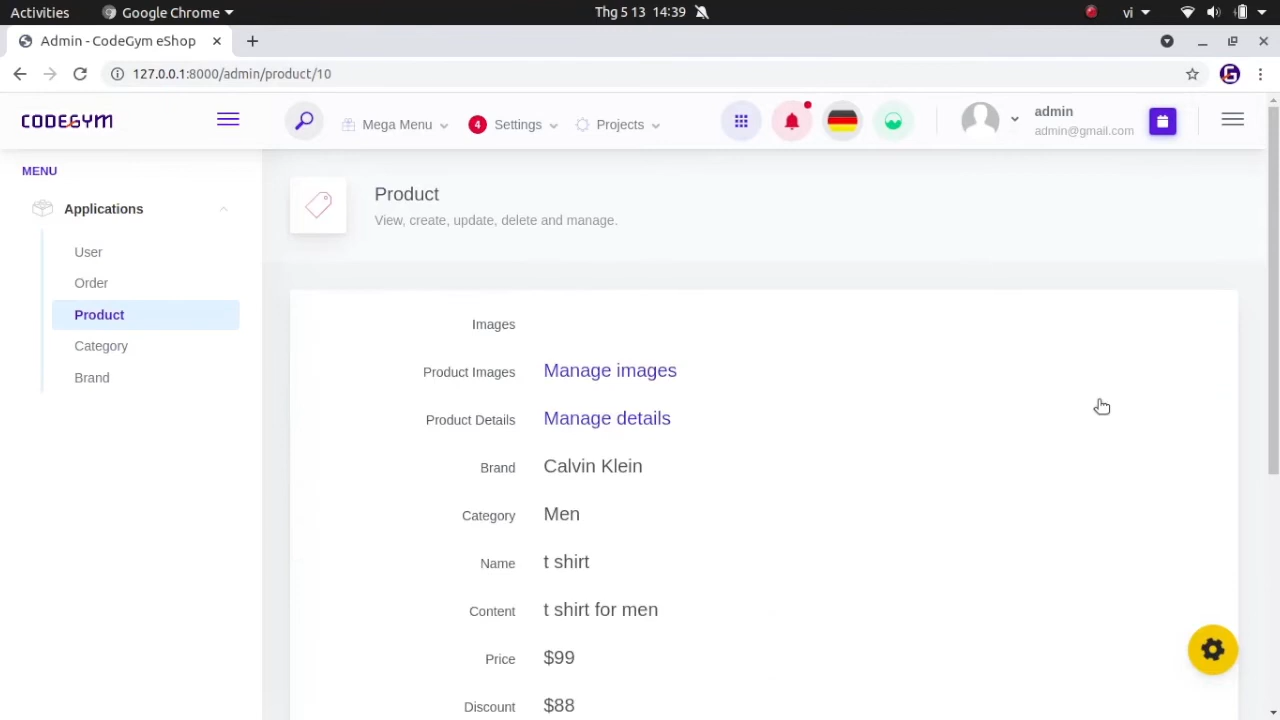 Activities
Google Chrome
Thg 5 13 14:39
vi
Admin - CodeGym eShop
127.0.0.1:8000/admin/product/10
CODEGYM
Mega Menu
4
Settings
Projects
admin
admin@gmail.com
MENU
Applications
User
Order
Product
Category
Brand
Product
View, create, update, delete and manage.
Images
Product Images Manage images
Product Details Manage details
Brand Calvin Klein
Category Men
Name t shirt
Content t shirt for men
Price $99
Discount $88